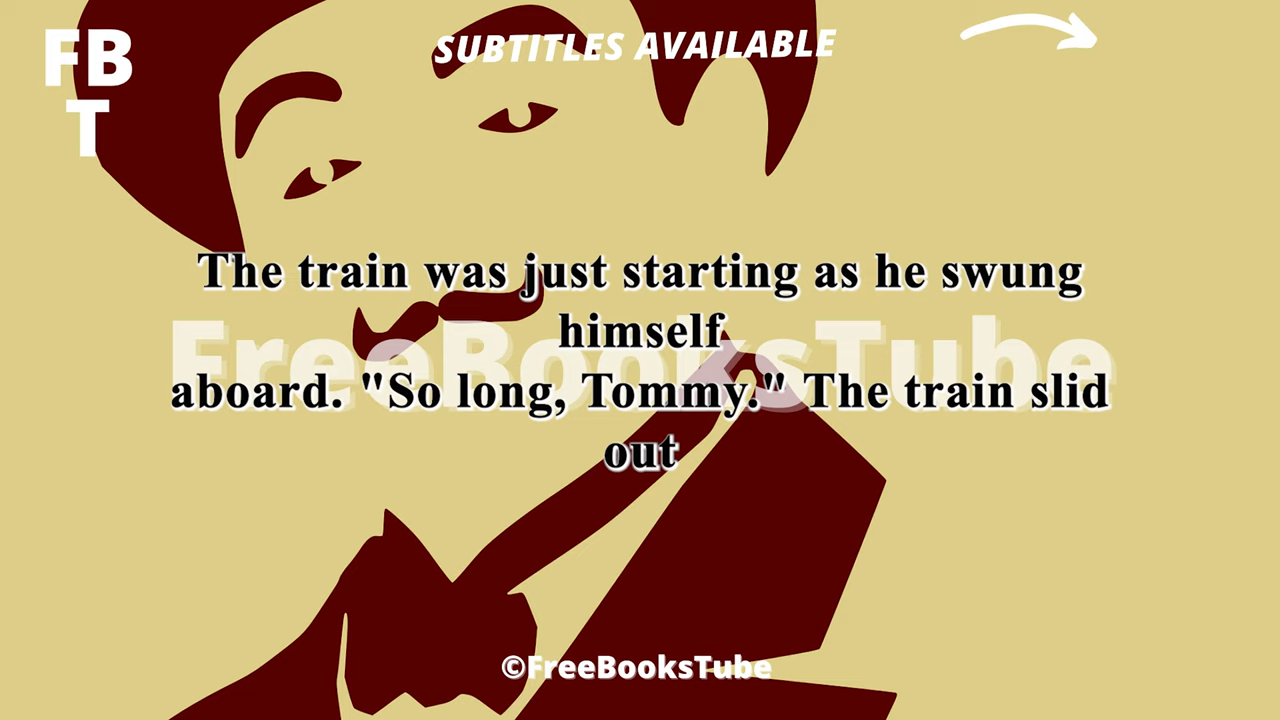 FB
T
SUBTITLES AVAILABLE
The train was just starting as he swung
himself
FreeBooksTube
aboard. "So long, Tommy." The train slid
out
©FreeBooksTube